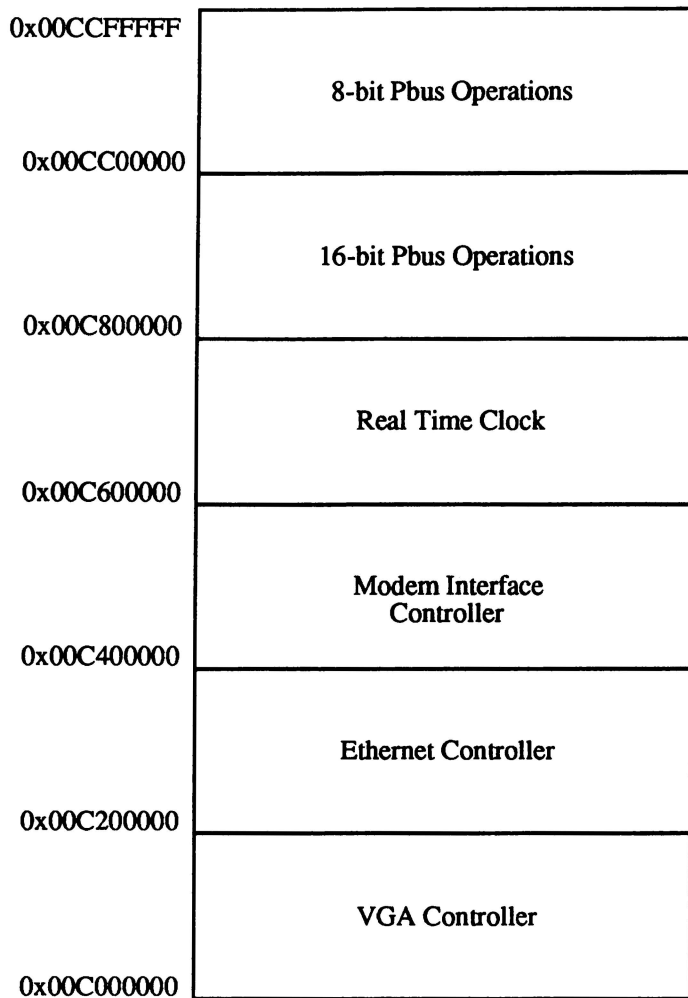 0x00CCFFFFF
8-bit Pbus Operations
0x00CC00000
16-bit Pbus Operations
0x00C800000
Real Time Clock
0x00C600000
Modem Interface
Controller
0x00C400000
Ethernet Controller
0x00C200000
VGA Controller
0x00C000000